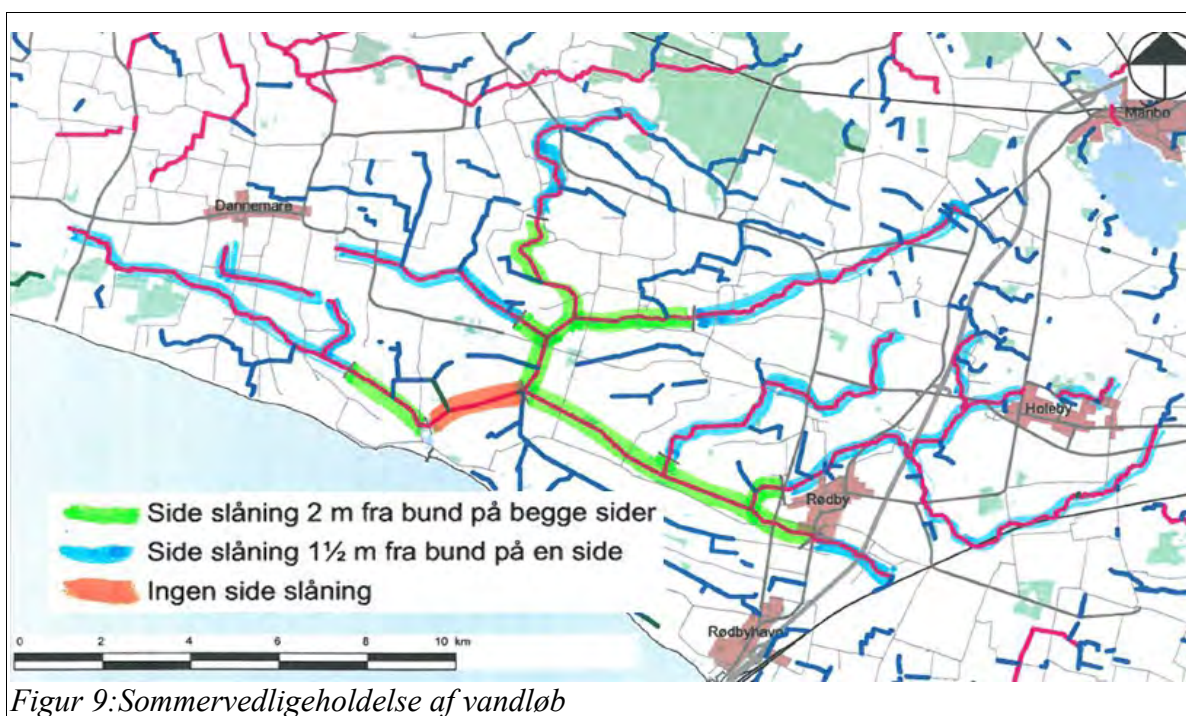 Maribo
Dannemare
Holeby
Rødby
Rødbyhavn
Side slåning 2 m fra bund på begge sider
Side slåning 1½ m fra bund på en side
Ingen side slåning
0 2 4 6 8 10 km
Figur 9:Sommervedligeholdelse af vandløb